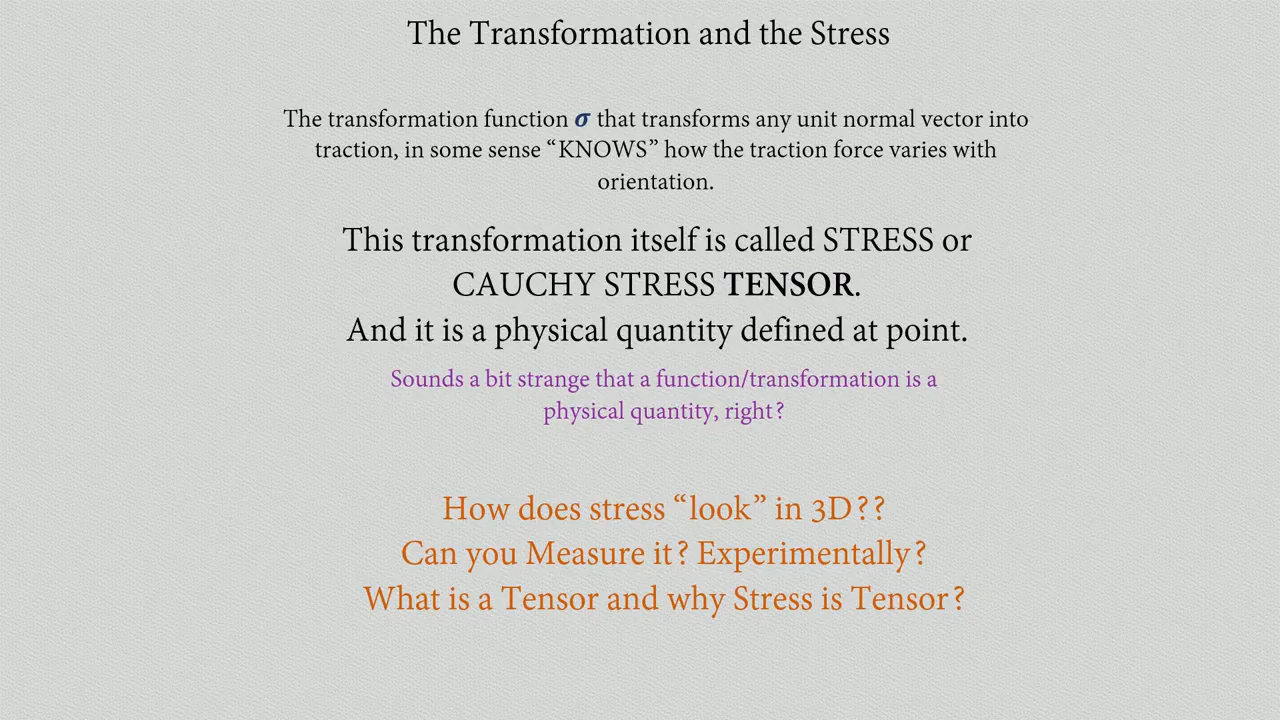 The Transformation and the Stress
The transformation function σ that transforms any unit normal vector into
traction, in some sense “KNOWS” how the traction force varies with
orientation.
This transformation itself is called STRESS or
CAUCHY STRESS TENSOR.
And it is a physical quantity defined at point.
Sounds a bit strange that a function/transformation is a
physical quantity, right?
How does stress “look” in 3D??
Can you Measure it? Experimentally?
What is a Tensor and why Stress is Tensor?